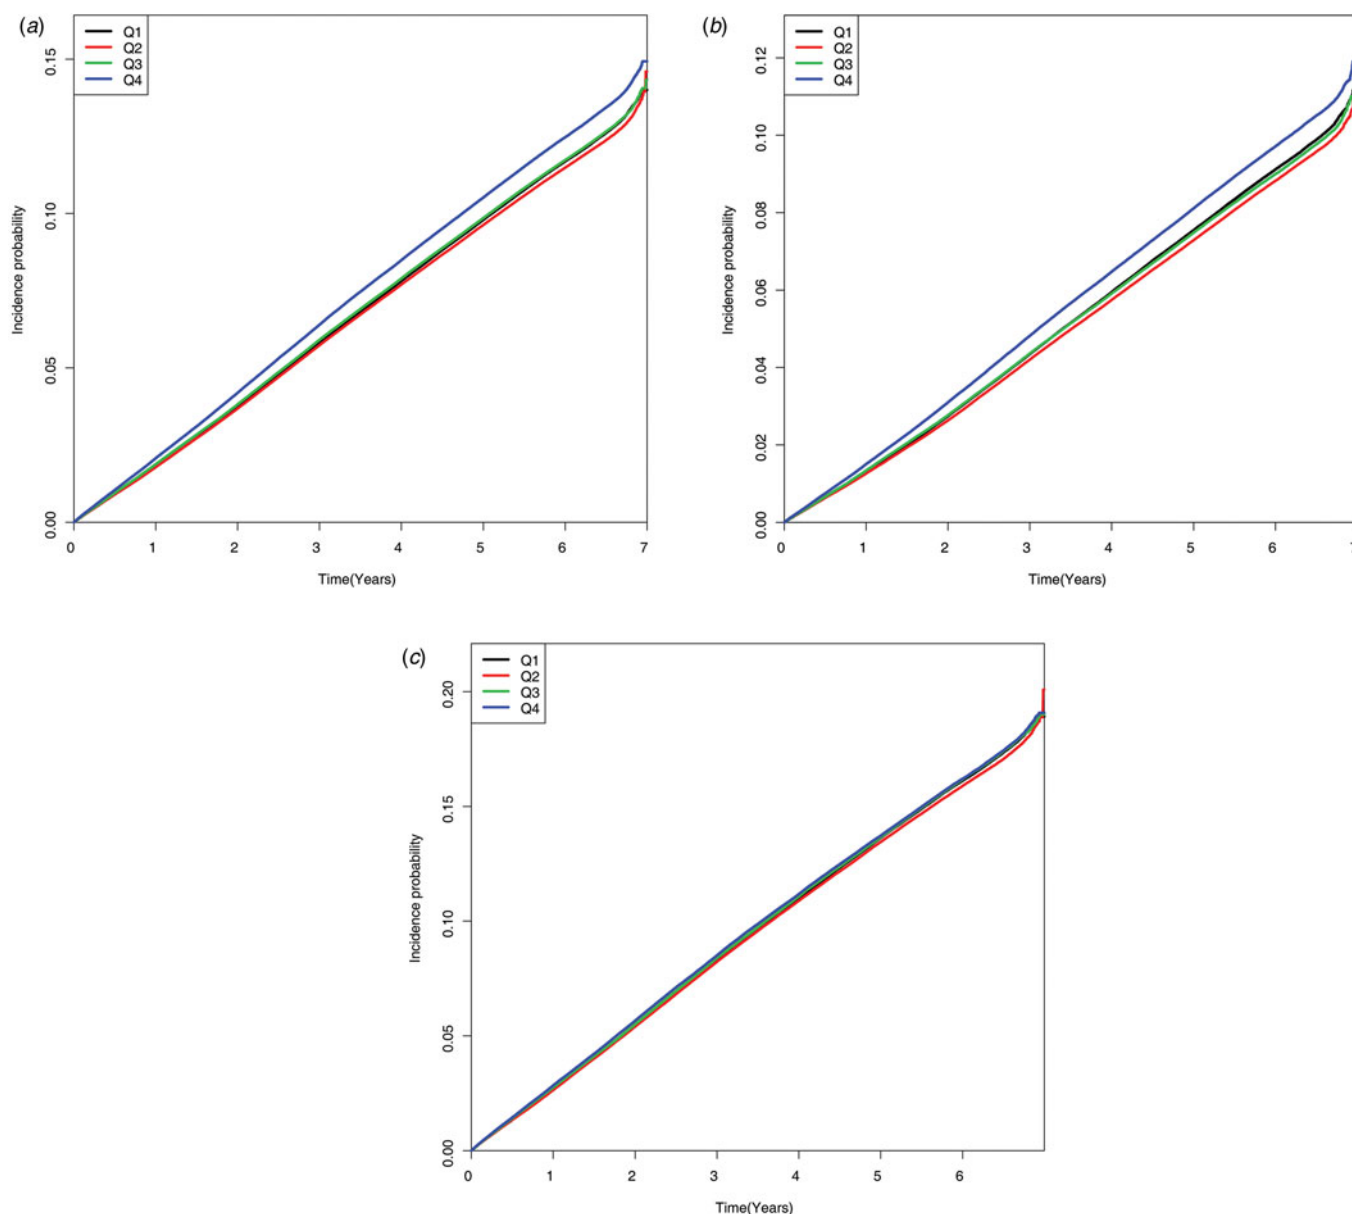 (a)
Q1
Q2
Q3
Q4
Incidence probability
0.15
0.10
0.05
0.00
0 1 2 3 4 5 6 7
Time(Years)
(b)
Q1
Q2
Q3
Q4
Incidence probability
0.12
0.10
0.08
0.06
0.04
0.02
0.00
0 1 2 3 4 5 6 7
Time(Years)
(c)
Q1
Q2
Q3
Q4
Incidence probability
0.20
0.15
0.10
0.05
0.00
0 1 2 3 4 5 6
Time(Years)